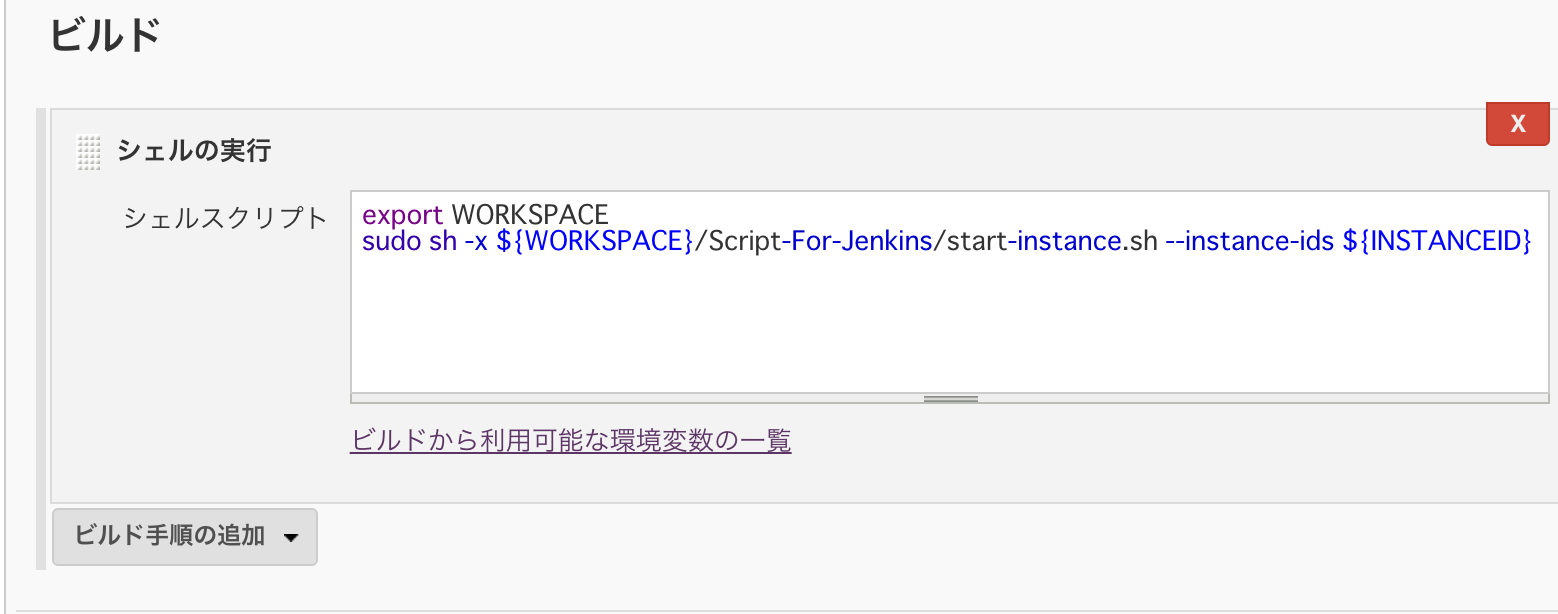 ビルド
X
シェルの実行
シェルスクリプト
export WORKSPACE
sudo sh -x ${WORKSPACE}/Script-For-Jenkins/start-instance.sh --instance-ids ${INSTANCEID}
ビルドから利用可能な環境変数の一覧
ビルド手順の追加